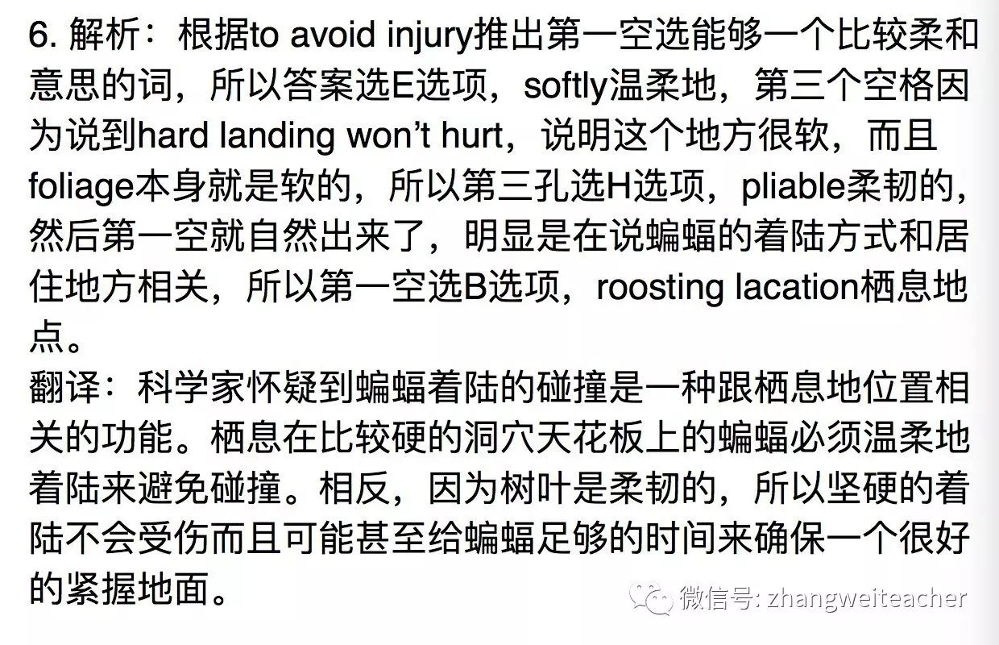 6. 解析：根据to avoid injury推出第一空选能够一个比较柔和
意思的词，所以答案选E选项，softly温柔地，第三个空格因
为说到hard landing won’t hurt，说明这个地方很软，而且
foliage本身就是软的，所以第三孔选H选项，pliable柔韧的，
然后第一空就自然出来了，明显是在说蝙蝠的着陆方式和居
住地方相关，所以第一空选B选项，roosting lacation栖息地
点。
翻译：科学家怀疑到蝙蝠着陆的碰撞是一种跟栖息地位置相
关的功能。栖息在比较硬的洞穴天花板上的蝙蝠必须温柔地
着陆来避免碰撞。相反，因为树叶是柔韧的，所以坚硬的着
陆不会受伤而且可能甚至给蝙蝠足够的时间来确保一个很好
的紧握地面。
微信号: zhangweiteacher